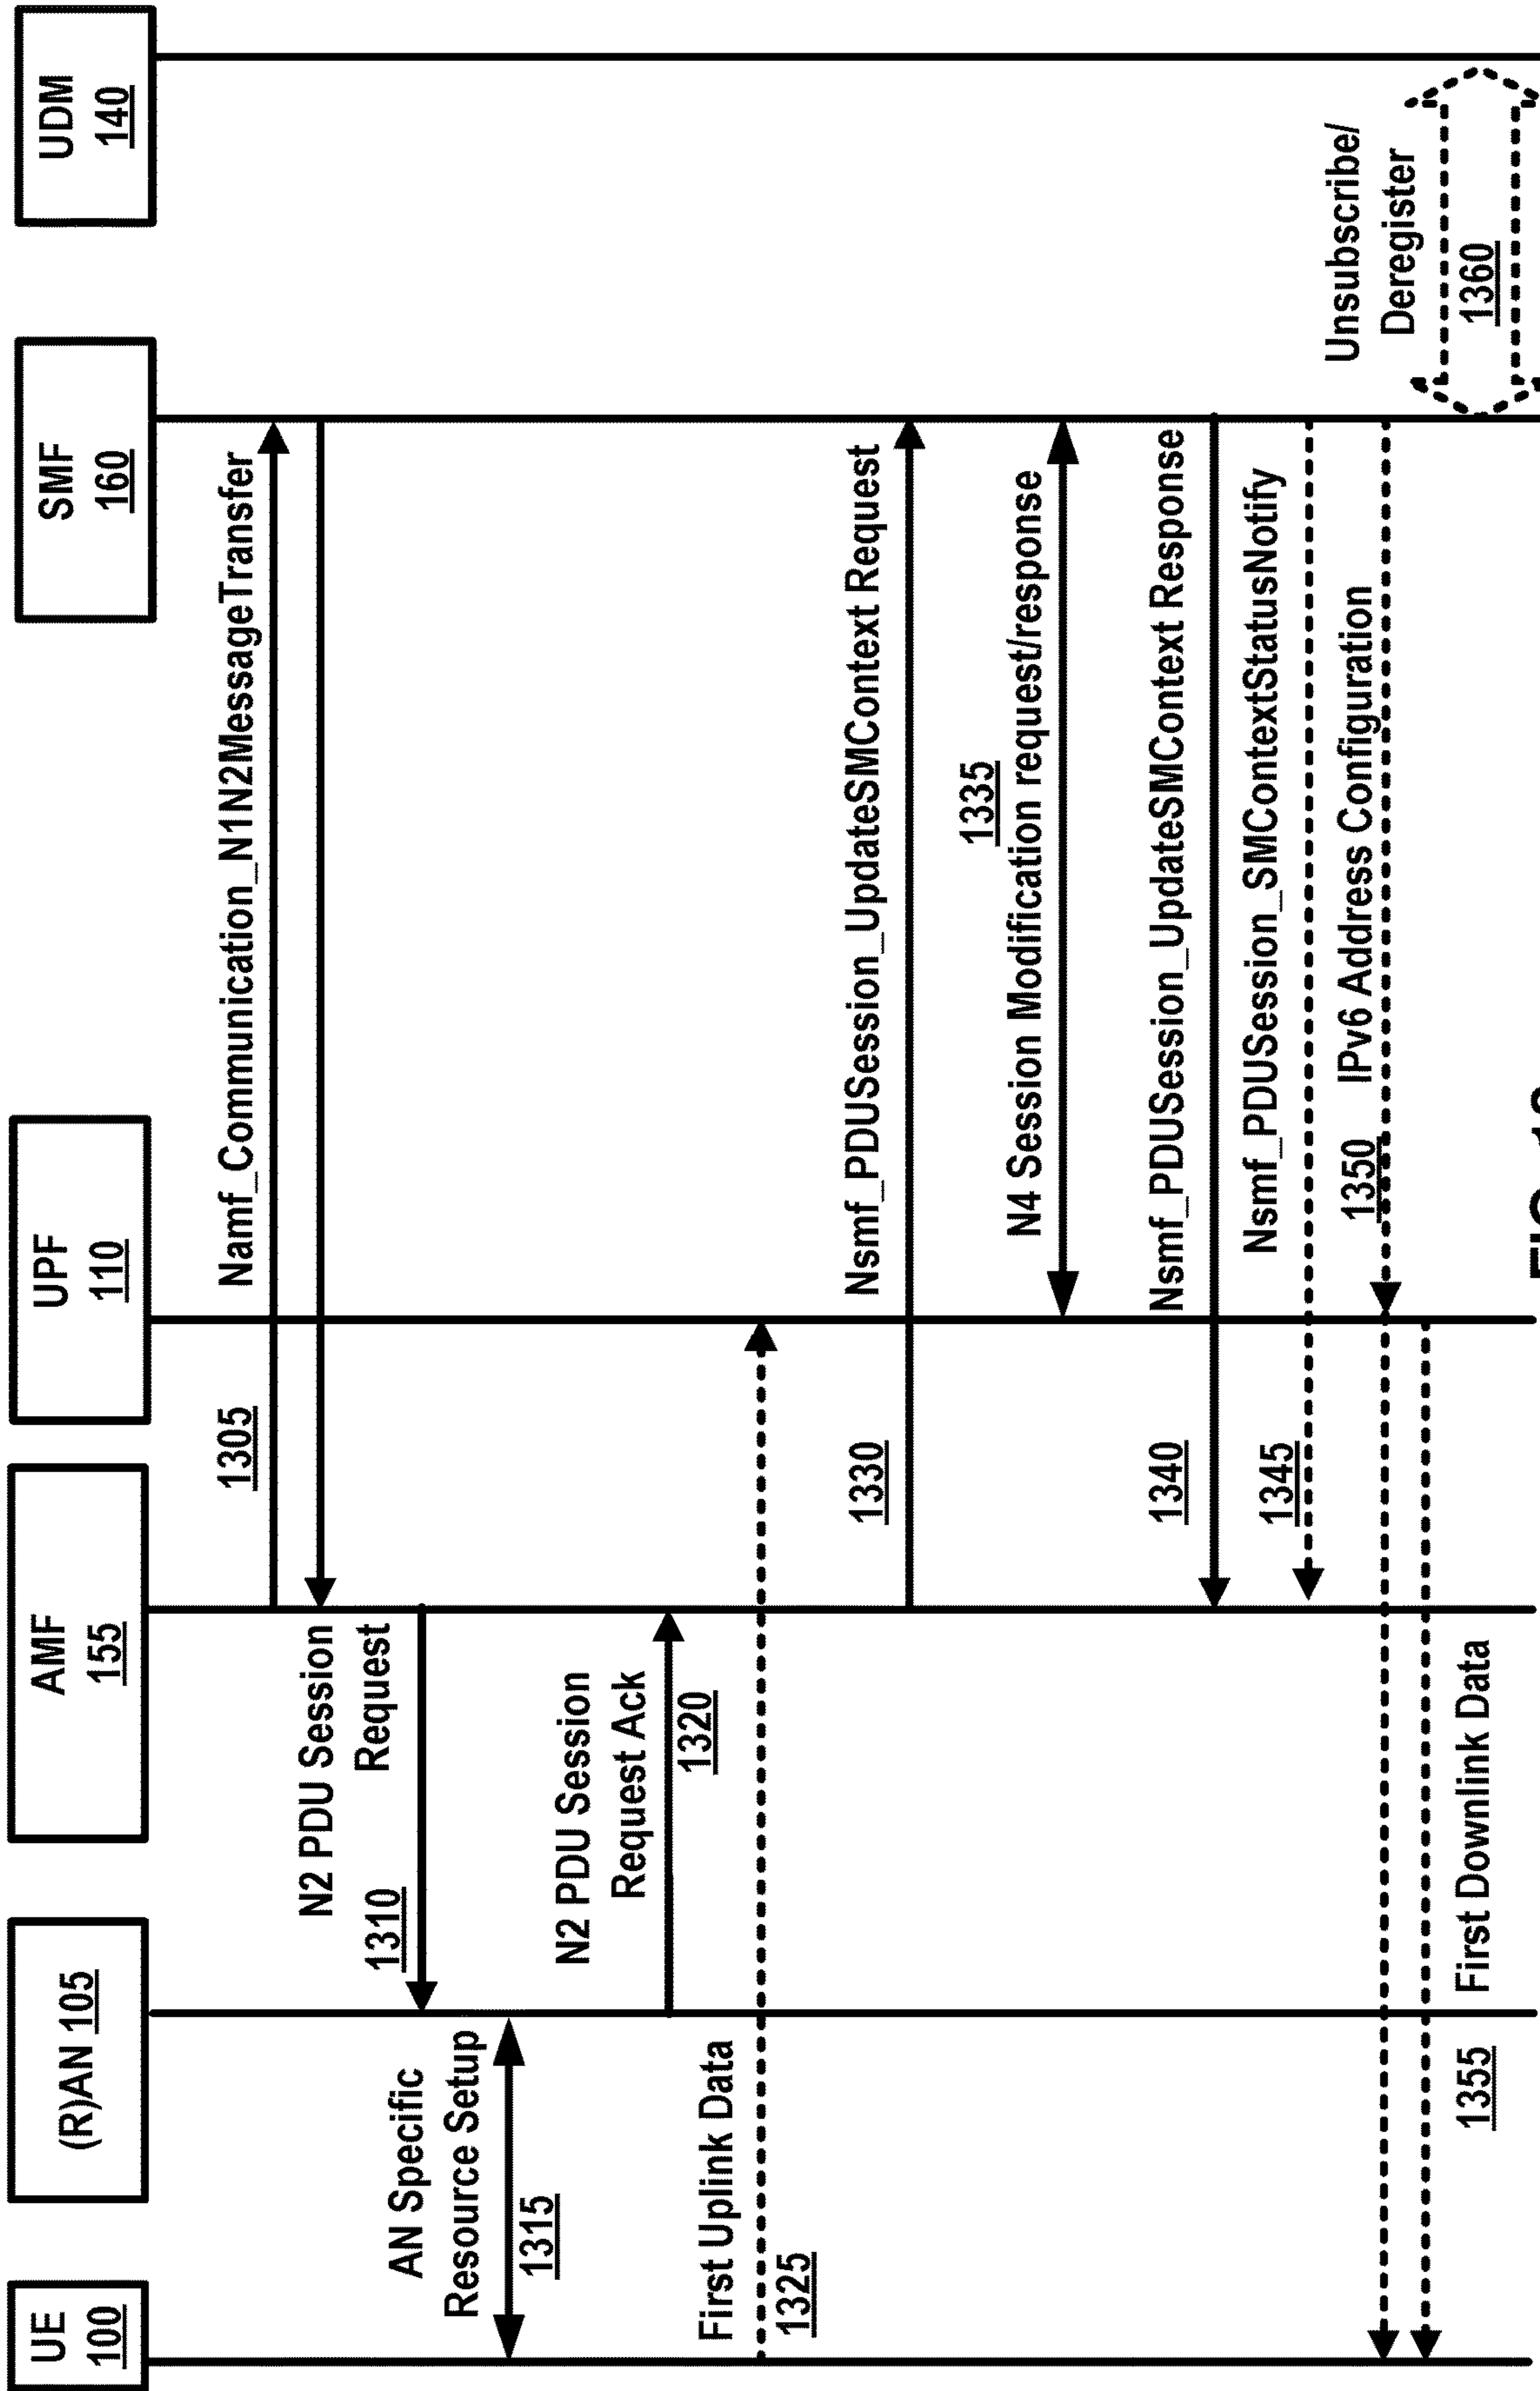 UE
100
(R)AN 105
AMF
155
UPF
110
SMF
160
UDM
140
1305
Namf_Communication_N1N2MessageTransfer
N2 PDU Session
Request
1310
AN Specific
Resource Setup
1315
N2 PDU Session
Request Ack
1320
First Uplink Data
1325
1330
Nsmf_PDUSession_UpdateSMContext Request
1335
N4 Session Modification request/response
1340
Nsmf_PDUSession_UpdateSMContext Response
1345
Nsmf_PDUSession_SMContextStatusNotify
1350
IPv6 Address Configuration
1355
First Downlink Data
Unsubscribe/
Deregister
1360